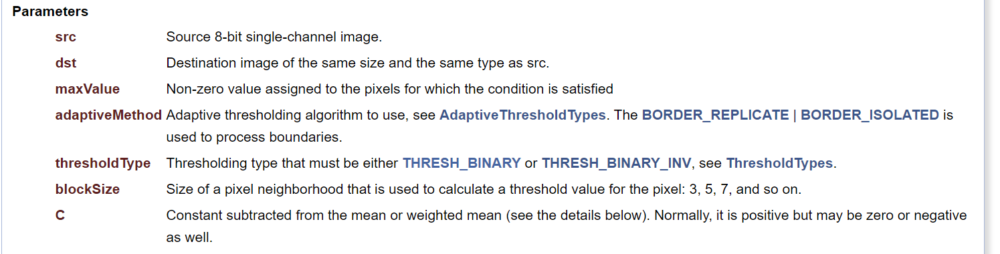 Parameters
src Source 8-bit single-channel image.
dst Destination image of the same size and the same type as src.
maxValue Non-zero value assigned to the pixels for which the condition is satisfied
adaptiveMethod Adaptive thresholding algorithm to use, see AdaptiveThresholdTypes. The BORDER_REPLICATE | BORDER_ISOLATED is
used to process boundaries.
thresholdType Thresholding type that must be either THRESH_BINARY or THRESH_BINARY_INV, see ThresholdTypes.
blockSize Size of a pixel neighborhood that is used to calculate a threshold value for the pixel: 3, 5, 7, and so on.
C Constant subtracted from the mean or weighted mean (see the details below). Normally, it is positive but may be zero or negative
as well.